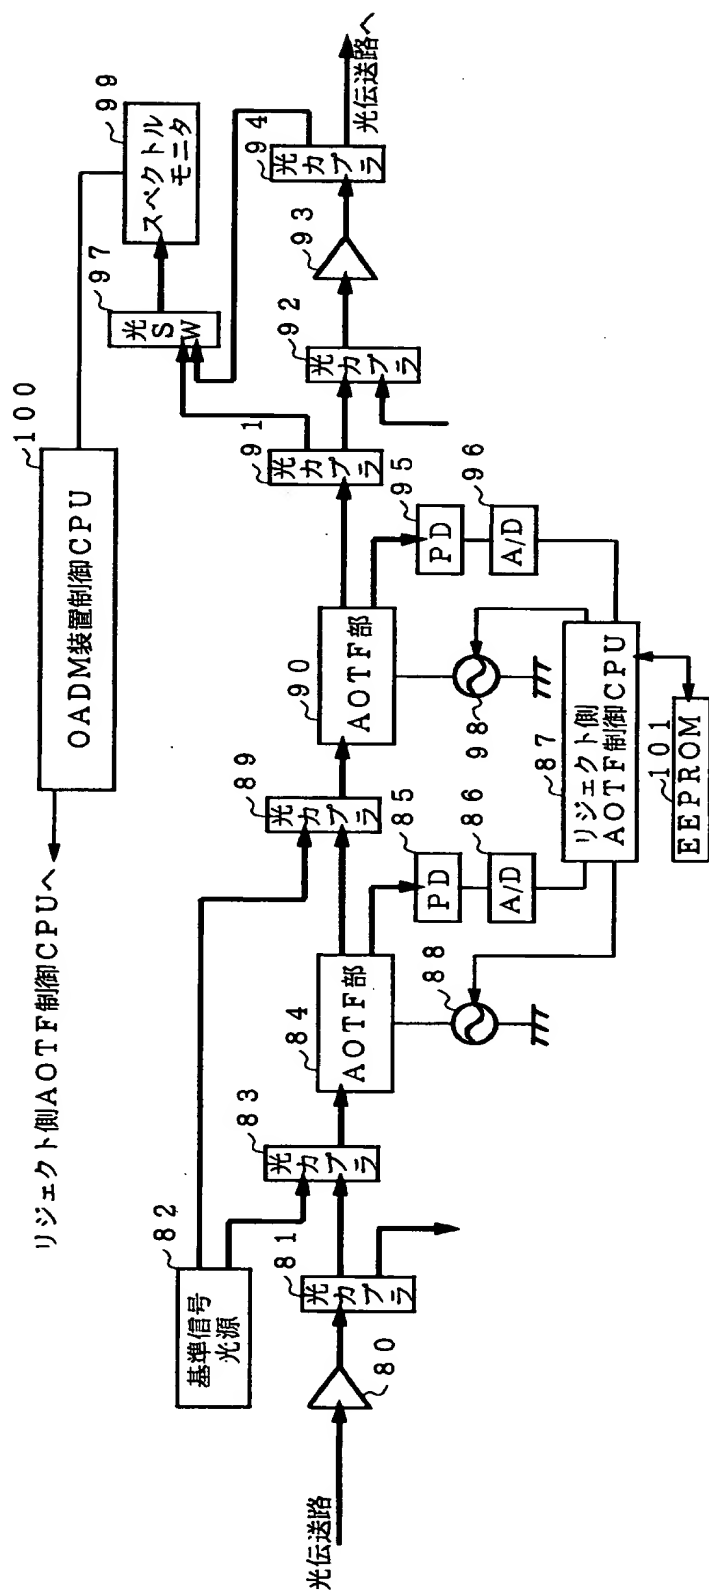 リジェクト側AOTF制御CPUへ
OADM装置制御CPU
100
スペクトル
モニタ
99
光SW
97
基準信号
光源
82
光伝送路
80
光カプラ
81
光カプラ
83
AOTF部
84
光カプラ
89
AOTF部
90
光カプラ
91
光カプラ
92
93
光カプラ
94
光伝送路へ
88
PD
85
A/D
86
98
PD
95
A/D
96
リジェクト側
AOTF制御CPU
87
EEPROM
101